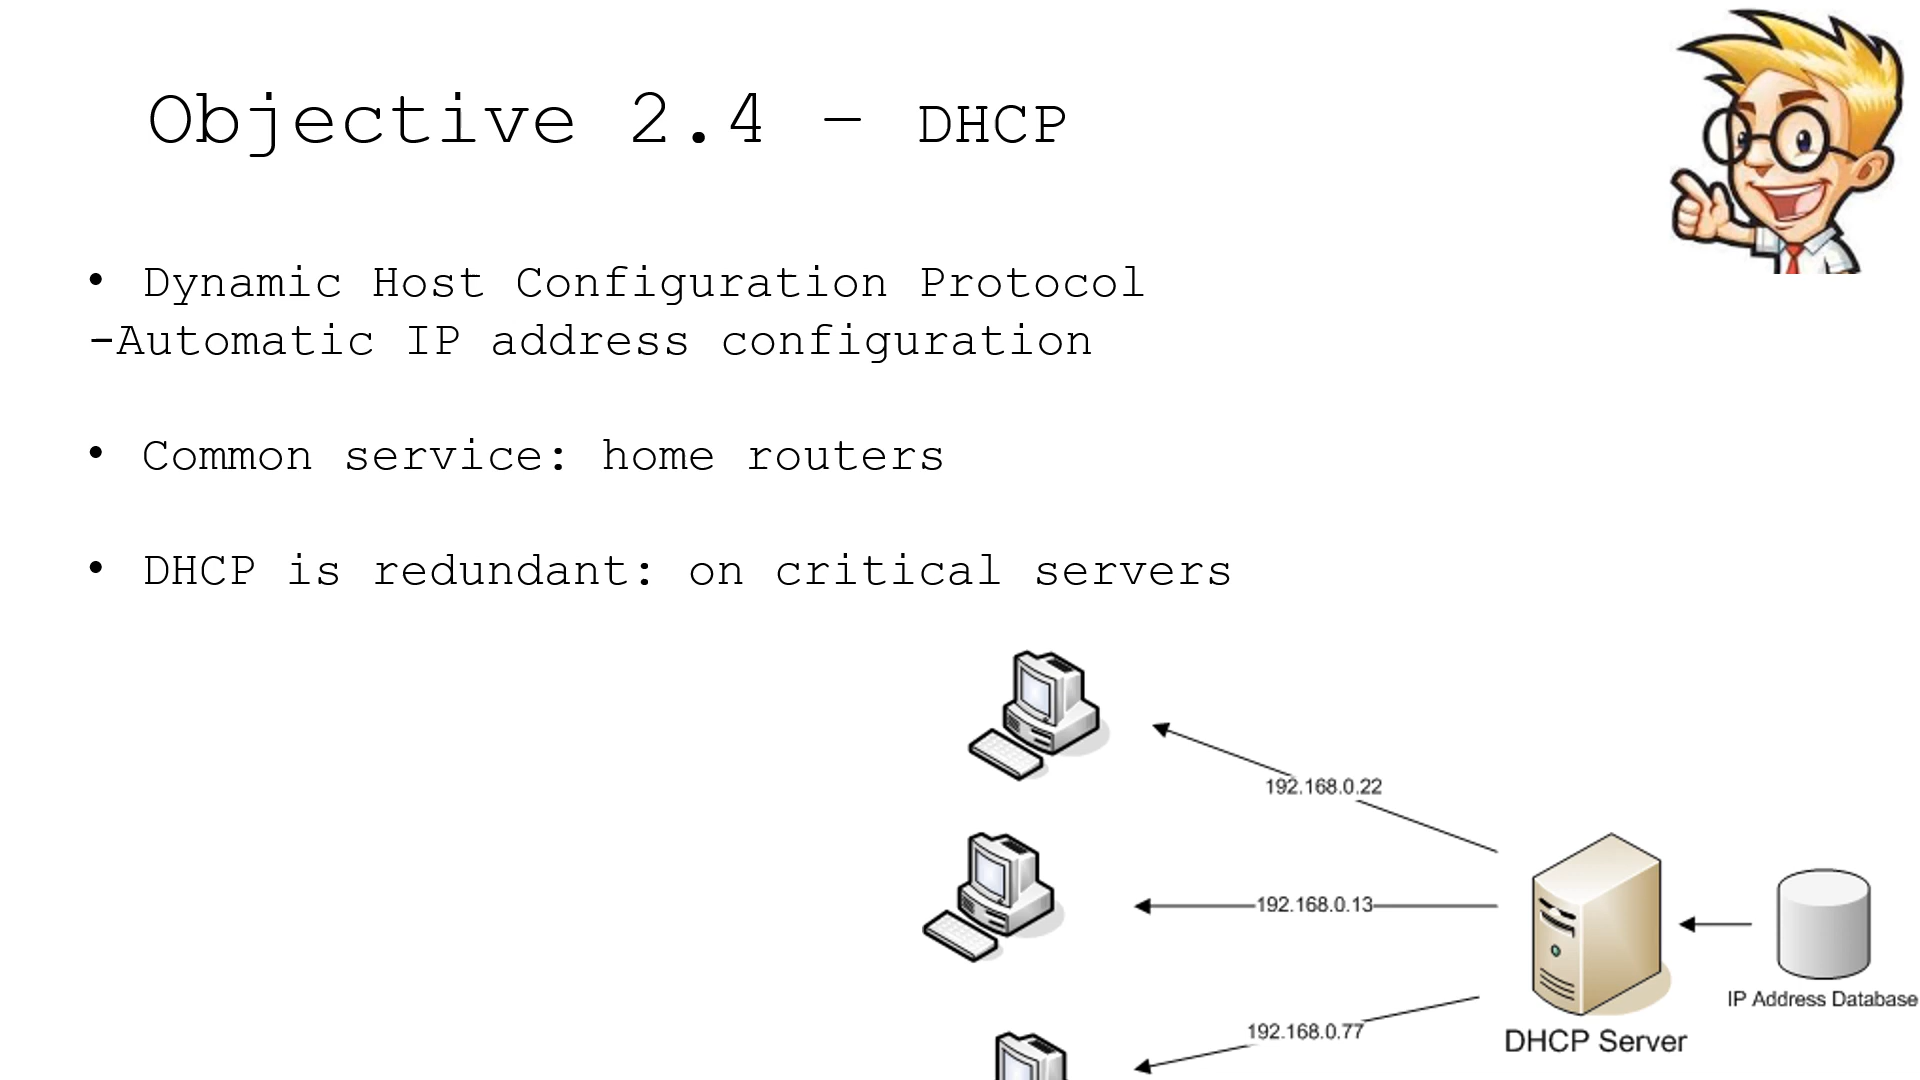 Objective 2.4 – DHCP
• Dynamic Host Configuration Protocol
-Automatic IP address configuration
• Common service: home routers
• DHCP is redundant: on critical servers
192.168.0.22
192.168.0.13
192.168.0.77
IP Address Database
DHCP Server